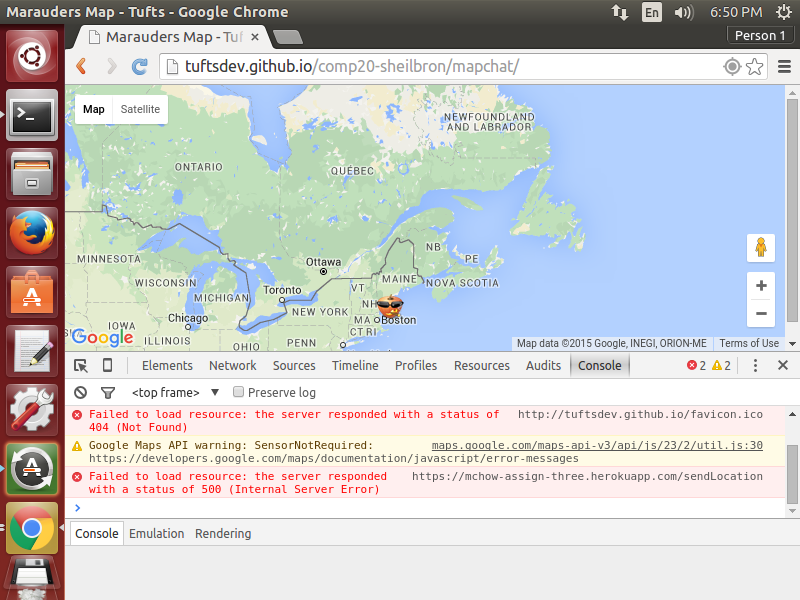 Marauders Map - Tufts - Google Chrome
En
6:50 PM
Marauders Map - Tuf
Person 1
tuftsdev.github.io/comp20-sheilbron/mapchat/
Map
Satellite
NEWFOUNDLAND
AND LABRADOR
ONTARIO
QUÉBEC
NB
PE
MINNESOTA
Ottawa
MAINE
NOVA SCOTIA
WISCONSIN
MICHIGAN
Toronto
VT
NH
NEW YORK
Chicago
MA
Boston
IOWA
CT RI
ILLINOIS
OHIO
PENN
Google
Map data ©2015 Google, INEGI, ORION-ME
Terms of Use
Elements
Network
Sources
Timeline
Profiles
Resources
Audits
Console
2
2
<top frame>
Preserve log
Failed to load resource: the server responded with a status of
http://tuftsdev.github.io/favicon.ico
404 (Not Found)
Google Maps API warning: SensorNotRequired:
maps.google.com/maps-api-v3/api/js/23/2/util.js:30
https://developers.google.com/maps/documentation/javascript/error-messages
Failed to load resource: the server responded
https://mchow-assign-three.herokuapp.com/sendLocation
with a status of 500 (Internal Server Error)
Console
Emulation
Rendering